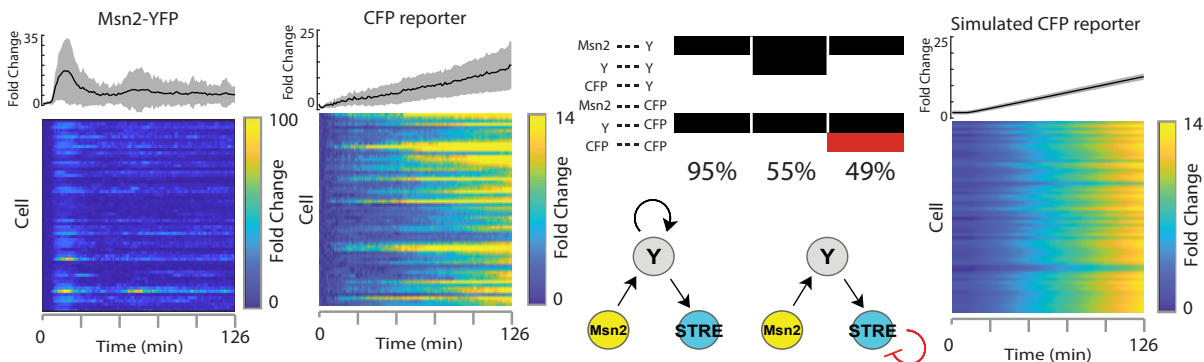 Msn2-YFP
35
0
Fold Change
100
0
Fold Change
Cell
0
126
Time (min)
CFP reporter
25
0
Fold Change
14
0
Fold Change
Cell
0
126
Time (min)
Msn2 --- Y
Y --- Y
CFP --- Y
Msn2 --- CFP
Y --- CFP
CFP --- CFP
95% 55% 49%
Y
Msn2
STRE
Y
Msn2
STRE
Simulated CFP reporter
25
0
Fold Change
14
0
Fold Change
Cell
0
126
Time (min)